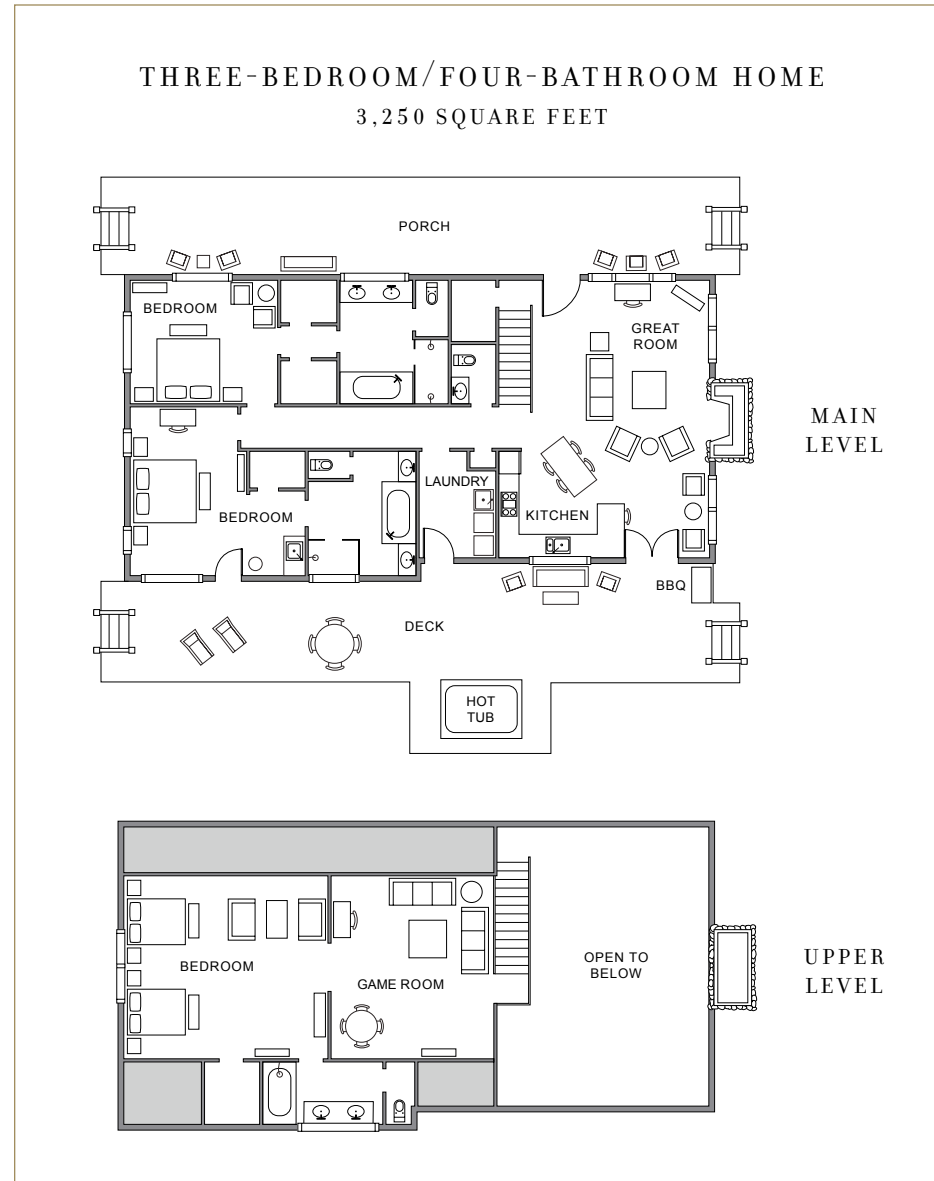 THREE-BEDROOM/FOUR-BATHROOM HOME
3,250 SQUARE FEET
PORCH
BEDROOM
GREAT
ROOM
MAIN
LEVEL
LAUNDRY
BEDROOM
KITCHEN
BBQ
DECK
HOT
TUB
BEDROOM
GAME ROOM
OPEN TO
BELOW
UPPER
LEVEL